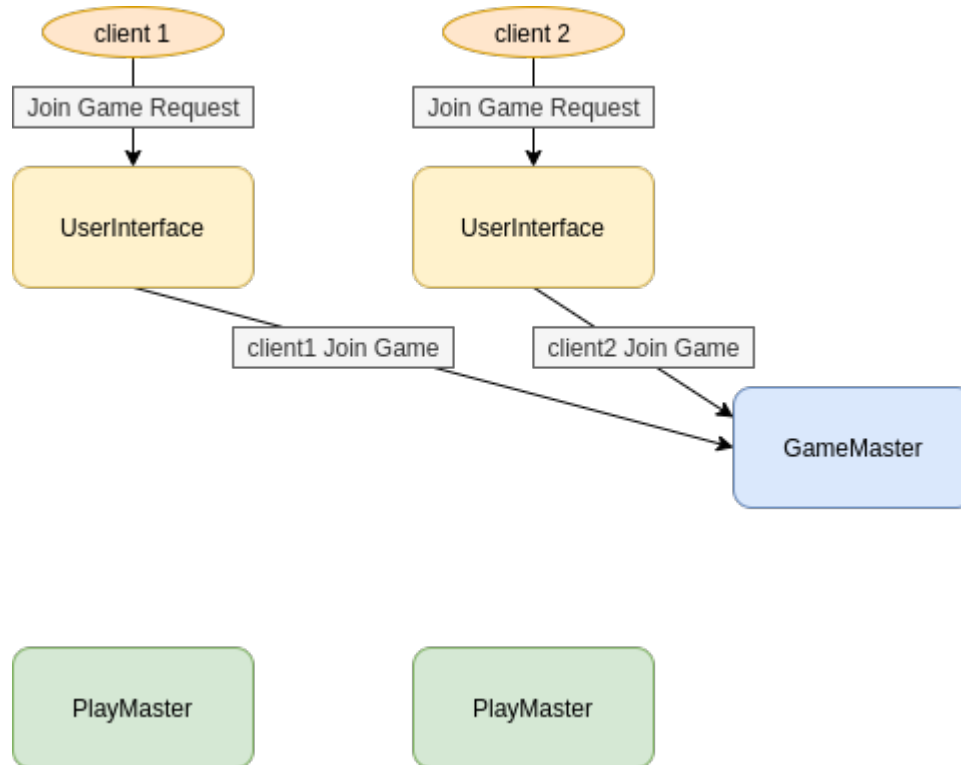 client 1
client 2
Join Game Request
Join Game Request
UserInterface
UserInterface
client1 Join Game
client2 Join Game
GameMaster
PlayMaster
PlayMaster